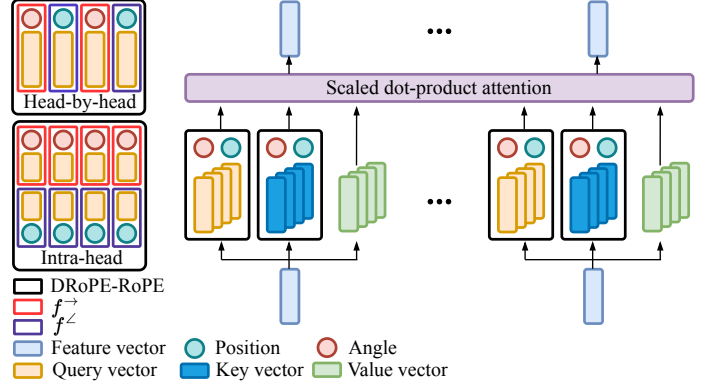 Head-by-head
Scaled dot-product attention
...
Intra-head
...
DRoPE-RoPE
f→
f∠
Feature vector
Position
Angle
Query vector
Key vector
Value vector